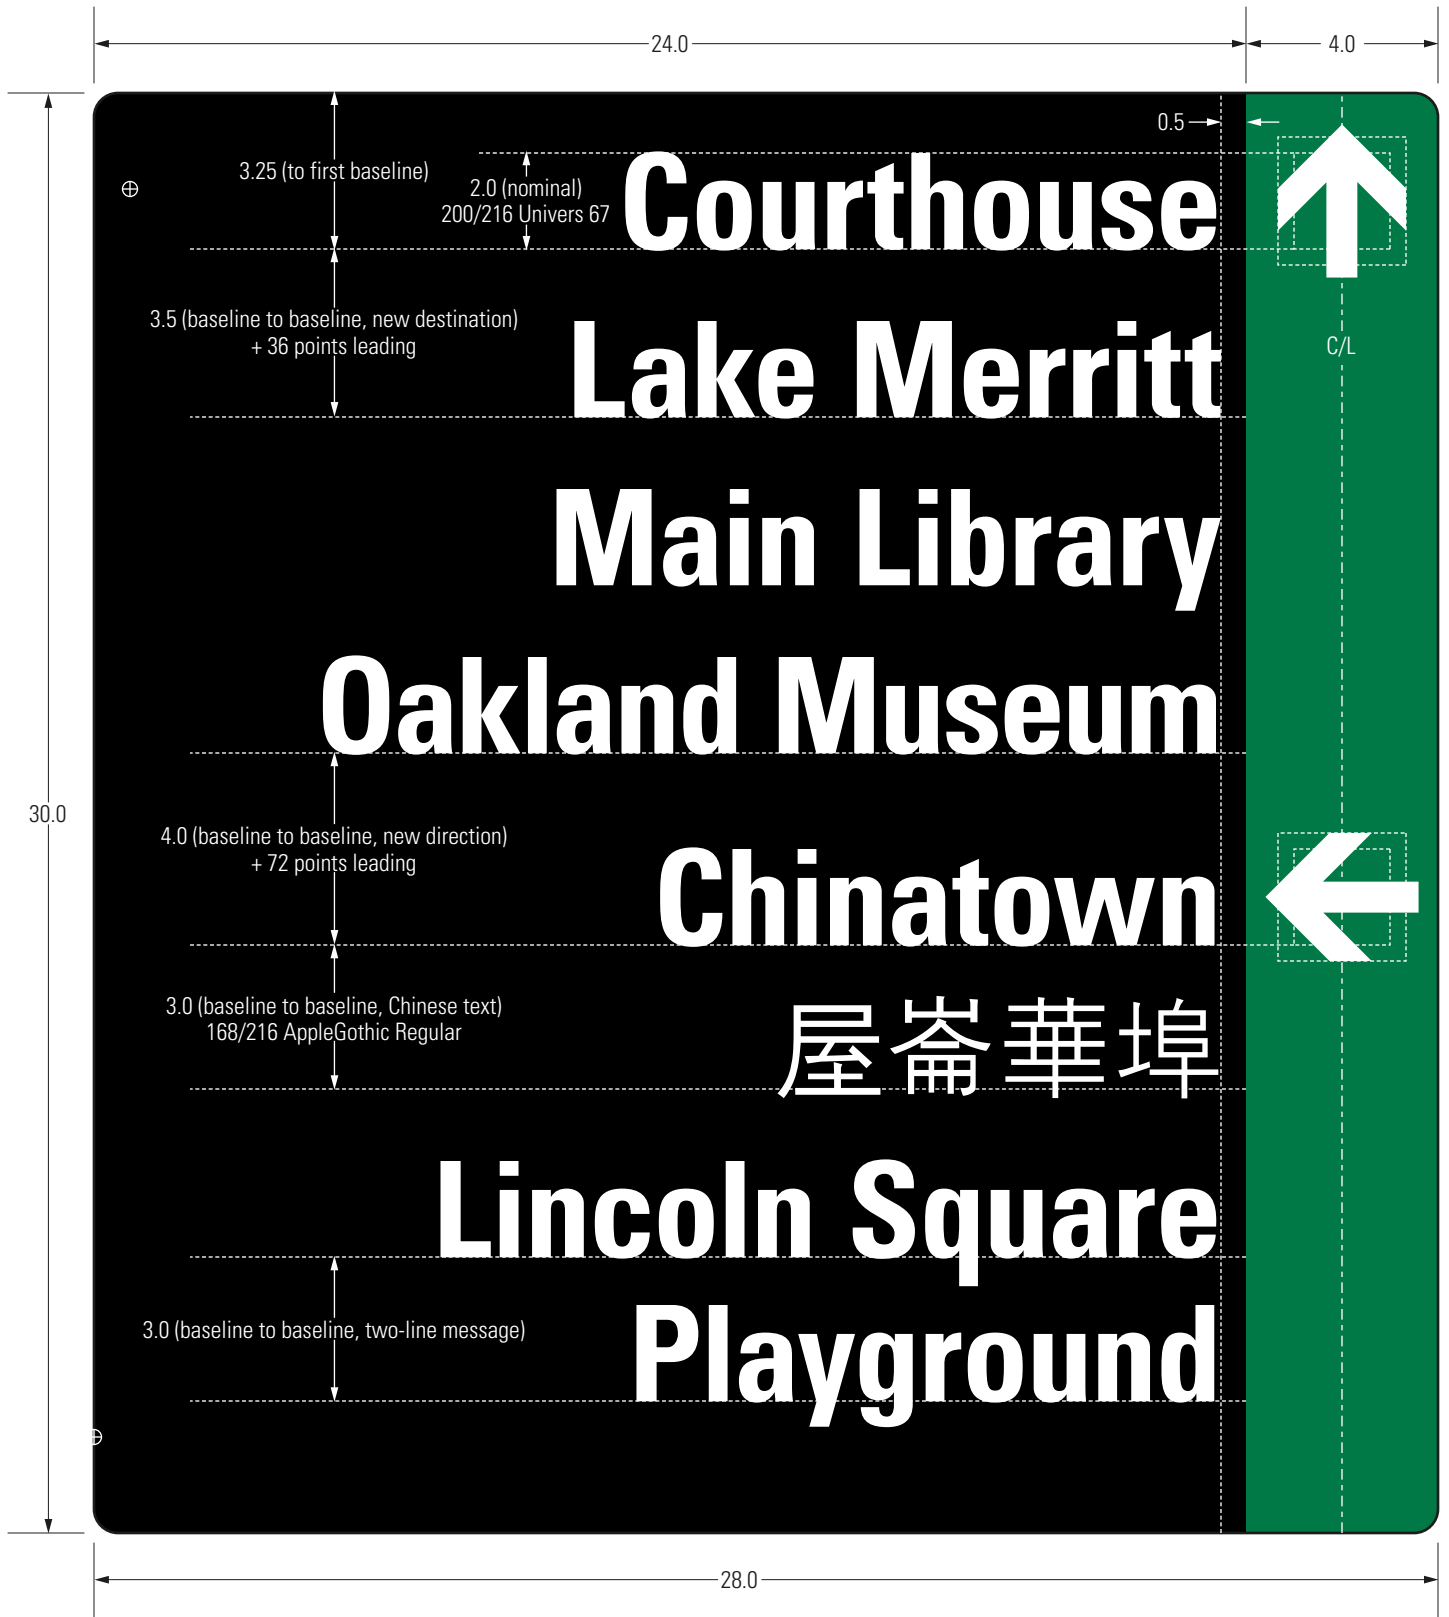 24.0
4.0
0.5
3.25 (to first baseline)
2.0 (nominal)
200/216 Univers 67
Courthouse
3.5 (baseline to baseline, new destination)
+ 36 points leading
Lake Merritt
C/L
Main Library
Oakland Museum
30.0
4.0 (baseline to baseline, new direction)
+ 72 points leading
Chinatown
3.0 (baseline to baseline, Chinese text)
168/216 AppleGothic Regular
屋崙華埠
Lincoln Square
3.0 (baseline to baseline, two-line message)
Playground
28.0